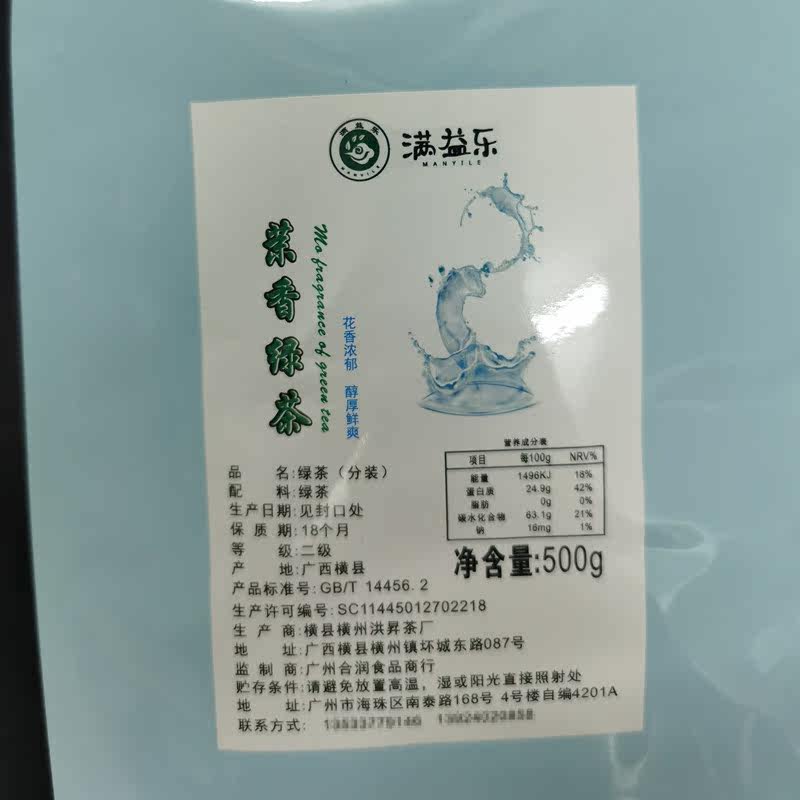 满益乐
MANYILE
满益乐
MANYILE
茉香绿茶
Mo fragrance of green tea
花香浓郁 醇厚鲜爽
营养成分表
项目 每100g NRV%
能量 1496KJ 18%
蛋白质 24.9g 42%
脂肪 0g 0%
碳水化合物 63.1g 21%
钠 16mg 1%
净含量:500g
品 名:绿茶（分装）
配 料:绿茶
生产日期:见封口处
保 质 期:18个月
等 级:二级
产 地:广西横县
产品标准号:GB/T 14456.2
生产许可编号:SC11445012702218
生 产 商:横县横州洪昇茶厂
地 址:广西横县横州镇环城东路087号
监 制 商:广州合润食品商行
贮存条件:请避免放置高温，湿或阳光直接照射处
地 址:广州市海珠区南泰路168号 4号楼自编4201A
联系方式: